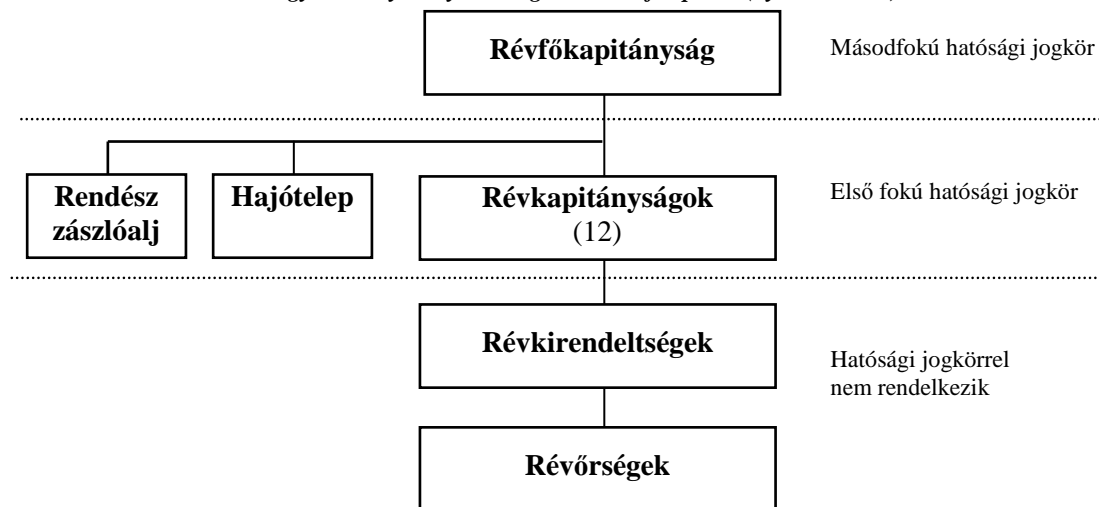 Révfőkapitányság
Másodfokú hatósági jogkör
Rendész
zászlóalj
Hajótelep
Révkapitányságok
(12)
Első fokú hatósági jogkör
Révkirendeltségek
Hatósági jogkörrel
nem rendelkezik
Révőrségek